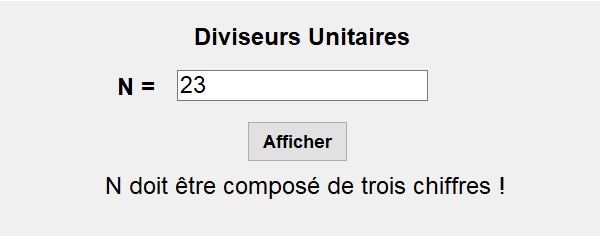 Diviseurs Unitaires
N = 23
Afficher
N doit être composé de trois chiffres !